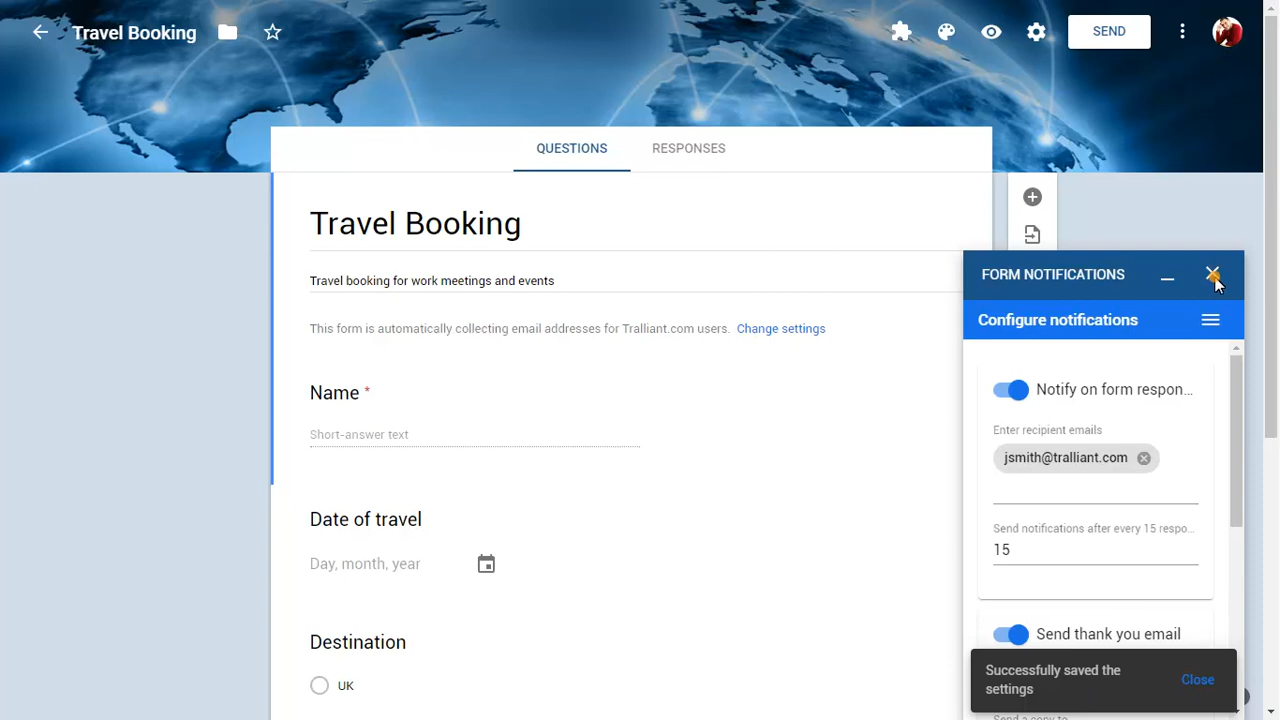 Travel Booking
SEND
QUESTIONS
RESPONSES
Travel Booking
Travel booking for work meetings and events
This form is automatically collecting email addresses for Tralliant.com users. Change settings
Name *
Short-answer text
Date of travel
Day, month, year
Destination
UK
FORM NOTIFICATIONS
Configure notifications
Notify on form respon...
Enter recipient emails
jsmith@tralliant.com
Send notifications after every 15 respo...
15
Send thank you email
Successfully saved the
settings
Close
Send a copy to